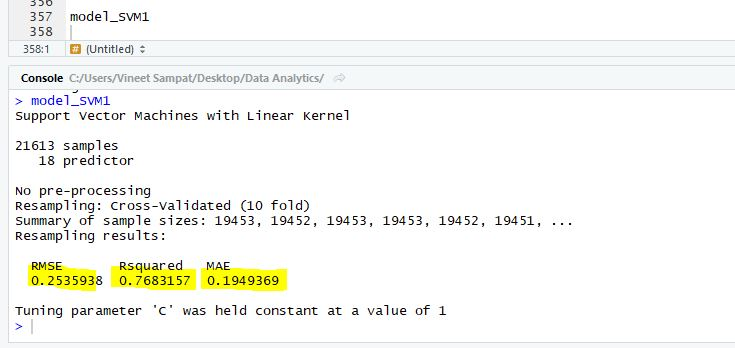 357 model_SVM1
358
358:1 # (Untitled)
Console C:/Users/Vineet Sampat/Desktop/Data Analytics/
> model_SVM1
Support Vector Machines with Linear Kernel
21613 samples
18 predictor
No pre-processing
Resampling: Cross-Validated (10 fold)
Summary of sample sizes: 19453, 19452, 19453, 19453, 19452, 19451, ...
Resampling results:
RMSE Rsquared MAE
0.2535938 0.7683157 0.1949369
Tuning parameter 'C' was held constant at a value of 1
>